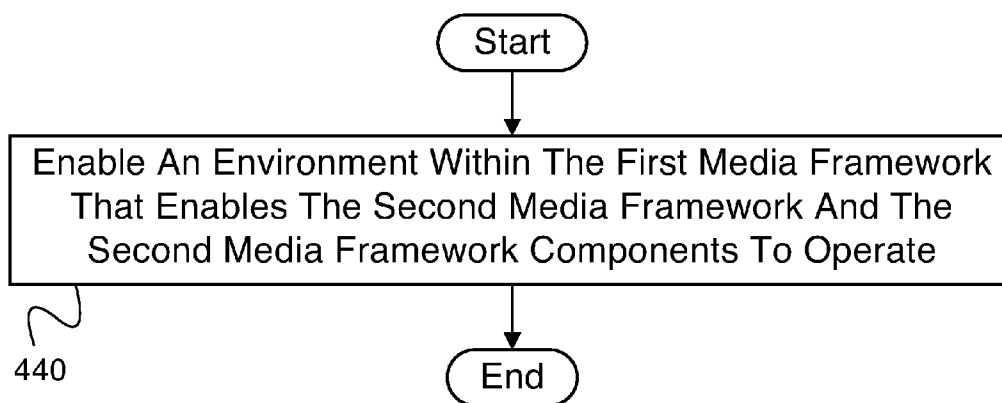 Start
Enable An Environment Within The First Media Framework
That Enables The Second Media Framework And The
Second Media Framework Components To Operate
440
End